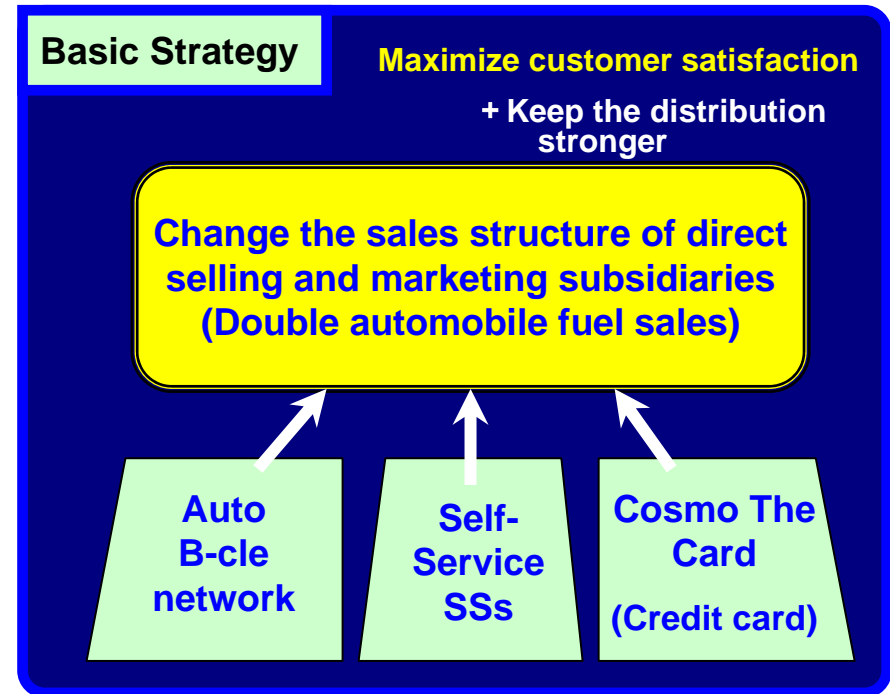 Basic Strategy
Maximize customer satisfaction
+ Keep the distribution
stronger
Change the sales structure of direct
selling and marketing subsidiaries
(Double automobile fuel sales)
Auto
B-cle
network
Self-
Service
SSs
Cosmo The
Card
(Credit card)